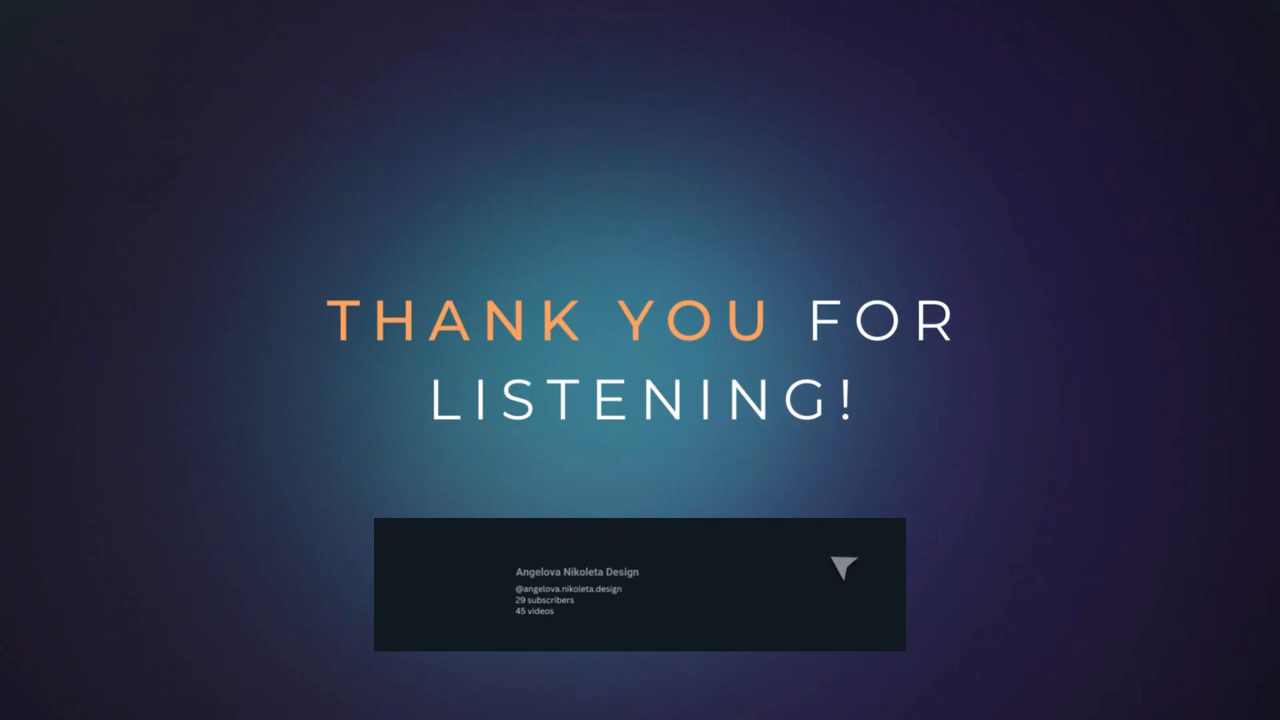 THANK YOU FOR
LISTENING!
Angelova Nikoleta Design
@angelova.nikoleta.design
29 subscribers
45 videos